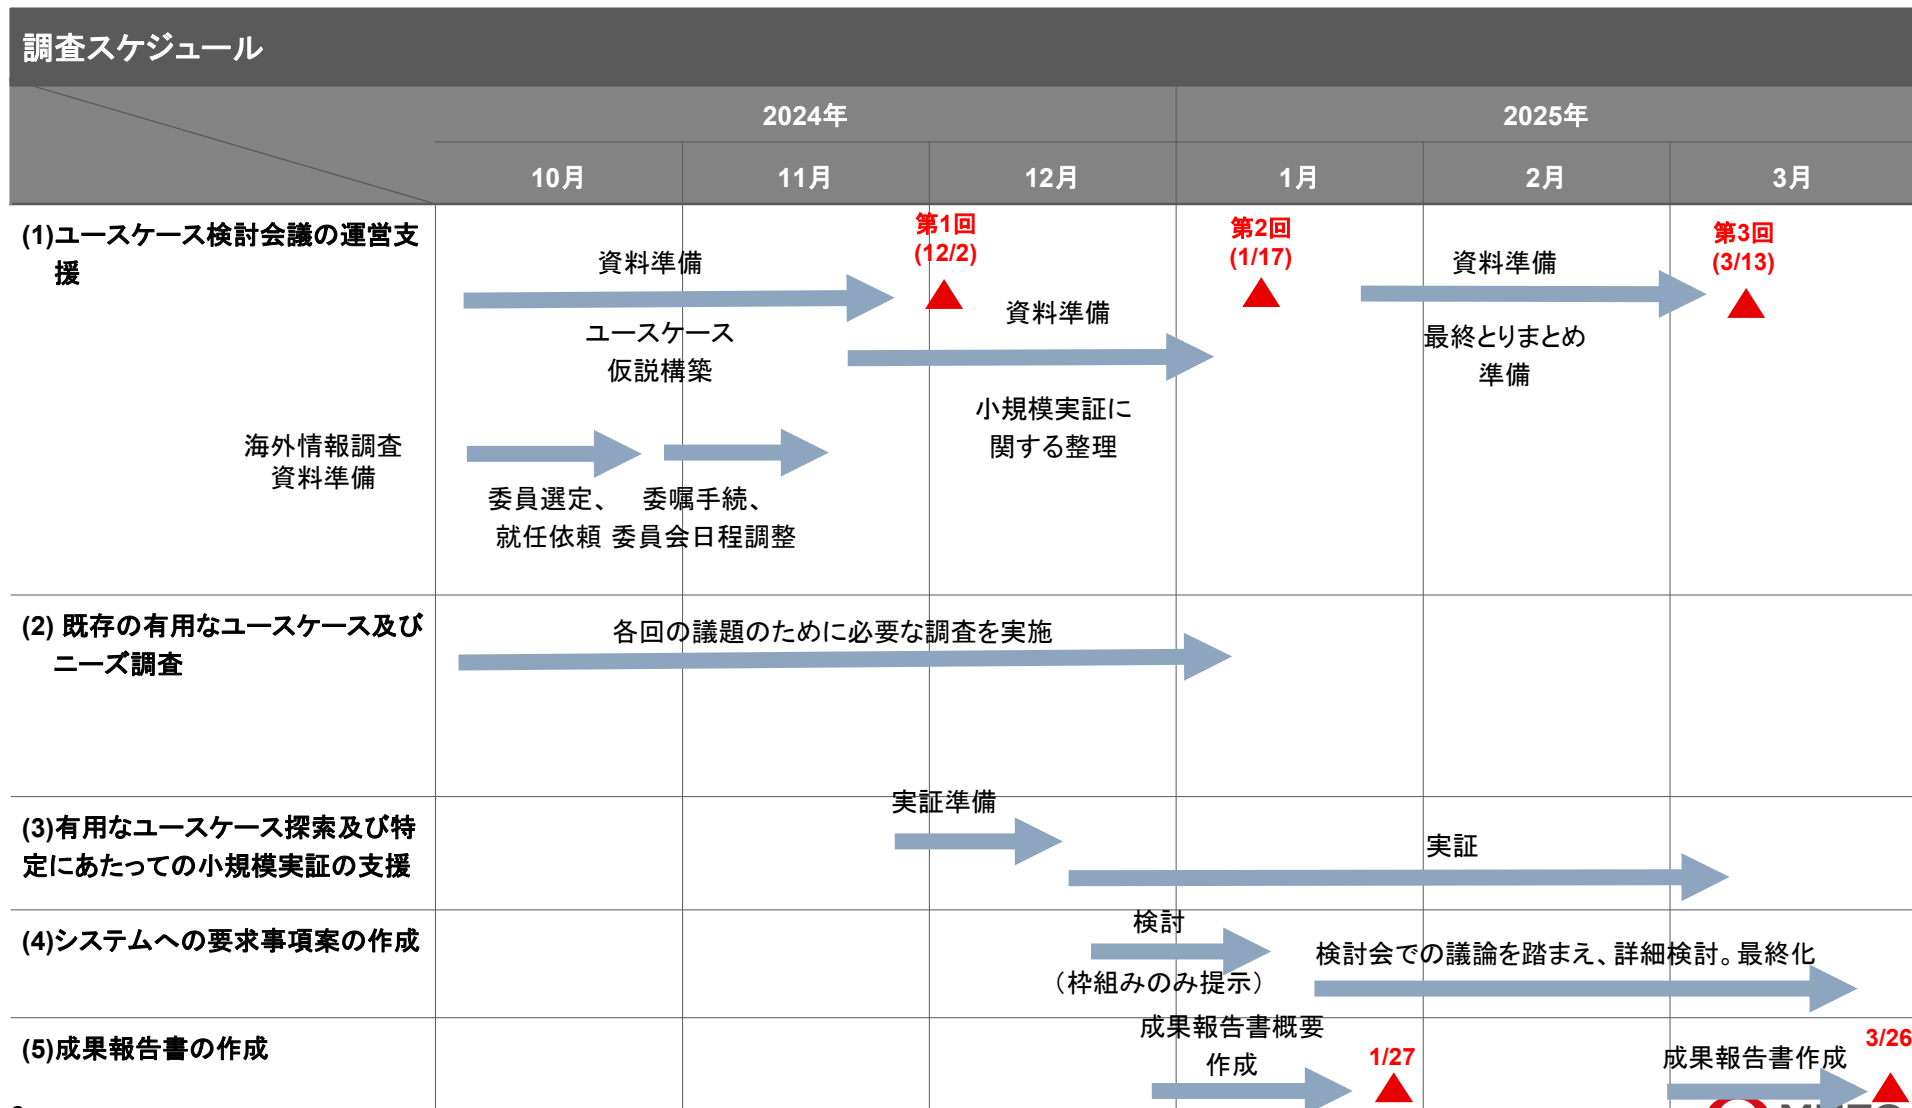 調査スケジュール
2024年
2025年
10月
11月
12月
1月
2月
3月
(1)ユースケース検討会議の運営支
援
資料準備
第1回
(12/2)
第2回
(1/17)
資料準備
第3回
(3/13)
ユースケース
仮説構築
資料準備
最終とりまとめ
準備
小規模実証に
関する整理
海外情報調査
資料準備
委員選定、
就任依頼
委嘱手続、
委員会日程調整
(2) 既存の有用なユースケース及び
ニーズ調査
各回の議題のために必要な調査を実施
(3)有用なユースケース探索及び特
定にあたっての小規模実証の支援
実証準備
実証
(4)システムへの要求事項案の作成
検討
(枠組みのみ提示)
検討会での議論を踏まえ、詳細検討。最終化
(5)成果報告書の作成
成果報告書概要
作成
1/27
成果報告書作成
3/26